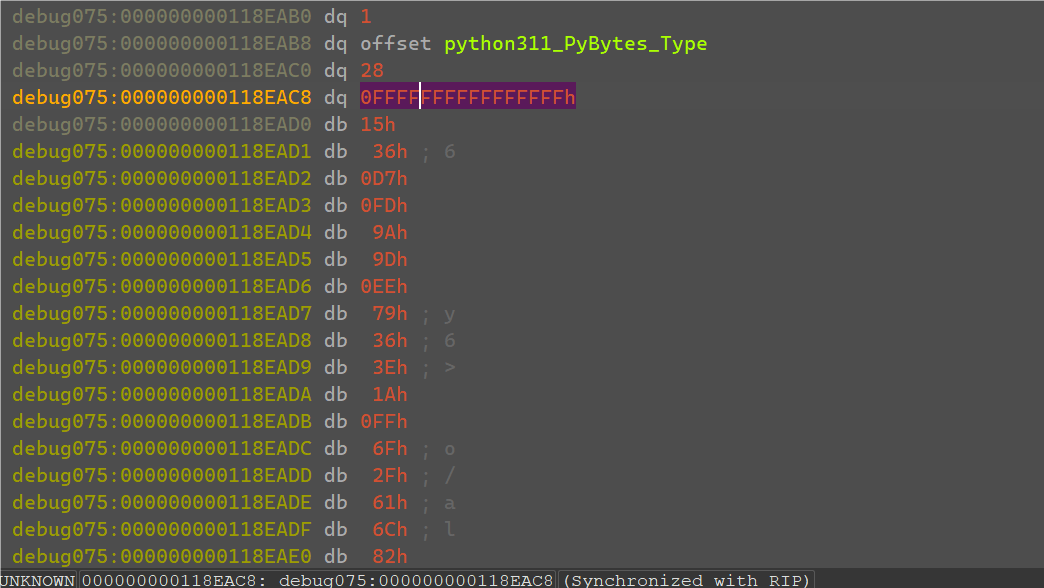 debug075:000000000118EAB0 dq 1
debug075:000000000118EAB8 dq offset python311_PyBytes_Type
debug075:000000000118EAC0 dq 28
debug075:000000000118EAC8 dq 0FFFFFFFFFFFFFFFFh
debug075:000000000118EAD0 db 15h
debug075:000000000118EAD1 db 36h ; 6
debug075:000000000118EAD2 db 0D7h
debug075:000000000118EAD3 db 0FDh
debug075:000000000118EAD4 db 9Ah
debug075:000000000118EAD5 db 9Dh
debug075:000000000118EAD6 db 0EEh
debug075:000000000118EAD7 db 79h ; y
debug075:000000000118EAD8 db 36h ; 6
debug075:000000000118EAD9 db 3Eh ; >
debug075:000000000118EADA db 1Ah
debug075:000000000118EADB db 0FFh
debug075:000000000118EADC db 6Fh ; o
debug075:000000000118EADD db 2Fh ; /
debug075:000000000118EADE db 61h ; a
debug075:000000000118EADF db 6Ch ; l
debug075:000000000118EAE0 db 82h
UNKNOWN 000000000118EAC8: debug075:000000000118EAC8 (Synchronized with RIP)